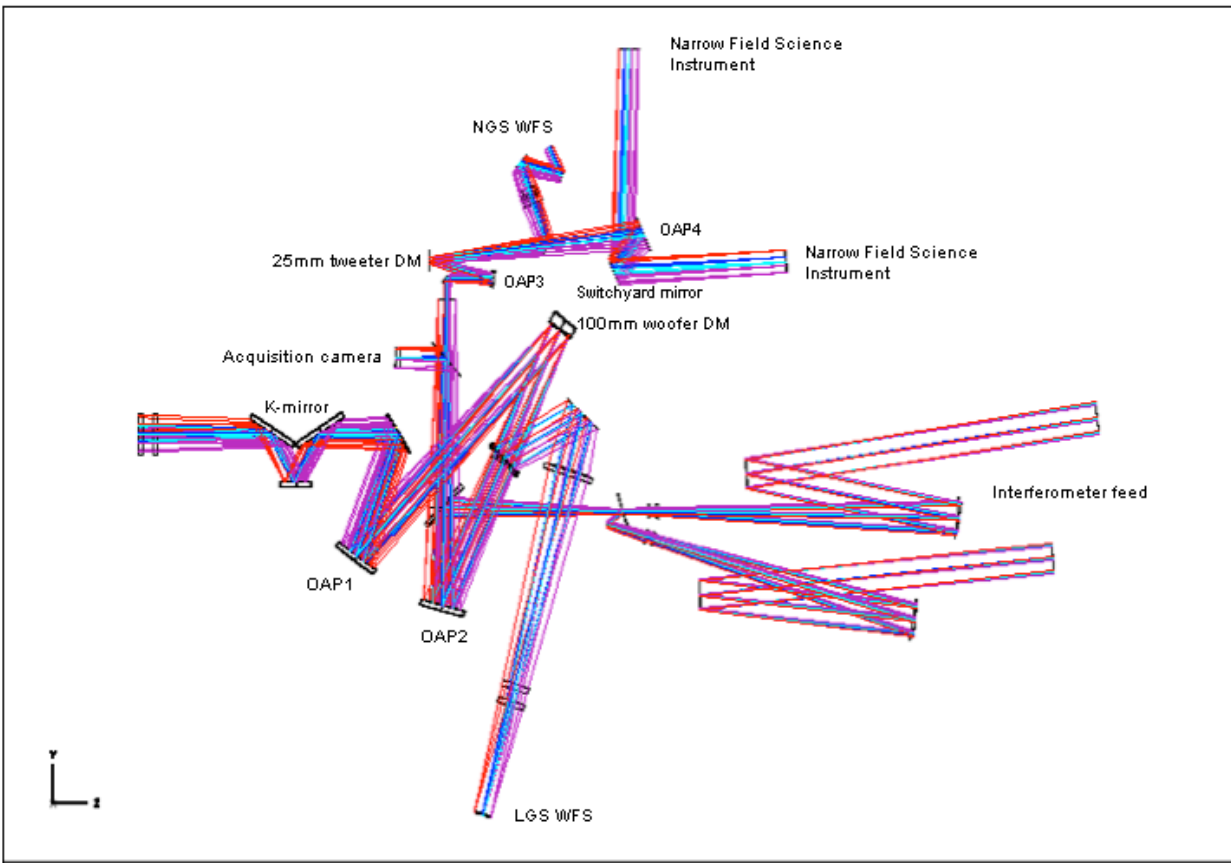 Narrow Field Science
Instrument
NGS WFS
OAP4
25mm tweeter DM
OAP3
Narrow Field Science
Instrument
Switchyard mirror
100mm woofer DM
Acquisition camera
K-mirror
Interferometer feed
OAP1
OAP2
LGS WFS
Y
Z